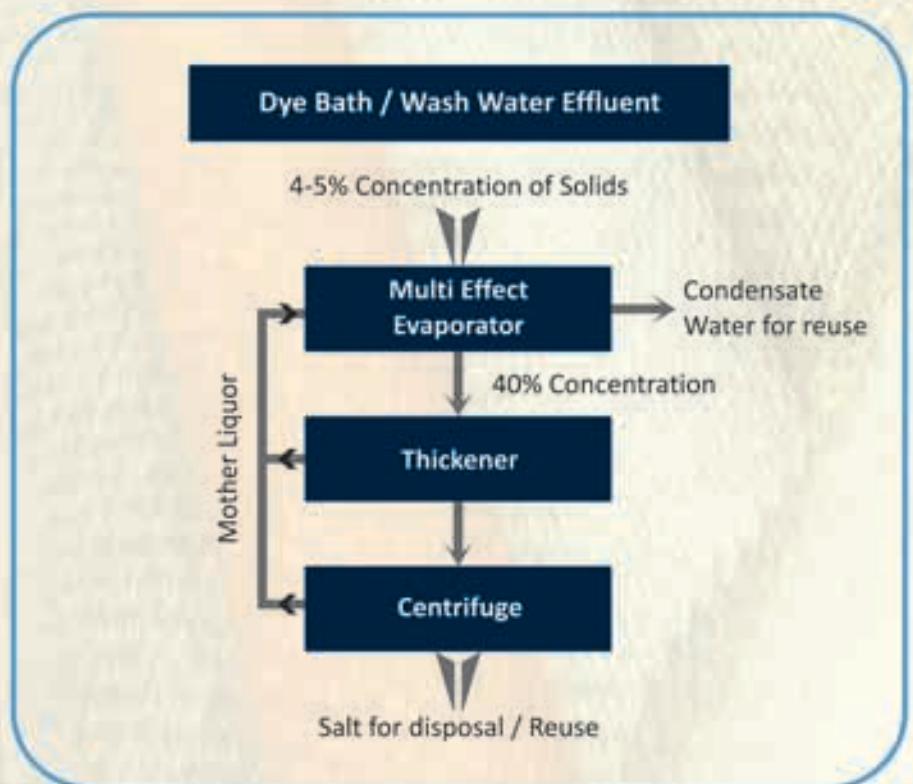 Dye Bath / Wash Water Effluent
4-5% Concentration of Solids
Multi Effect
Evaporator
Condensate
Water for reuse
40% Concentration
Mother Liquor
Thickener
Centrifuge
Salt for disposal / Reuse